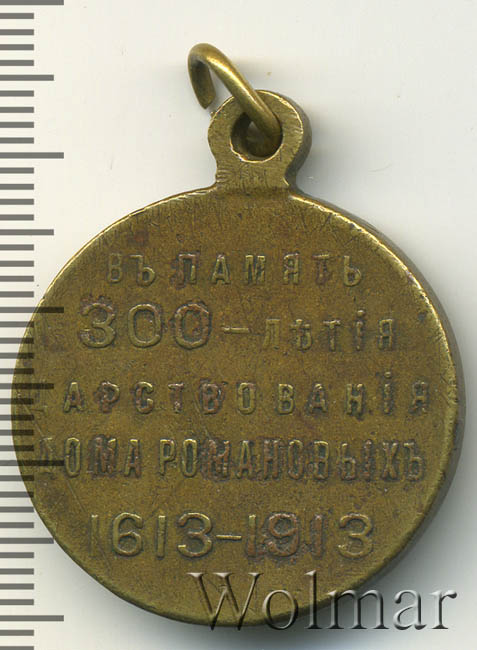 ВЪ ПАМЯТЬ
300-ЛѢТІЯ
ЦАРСТВОВАНІЯ
ДОМА РОМАНОВЫХЪ
1613-1913
Wolmar